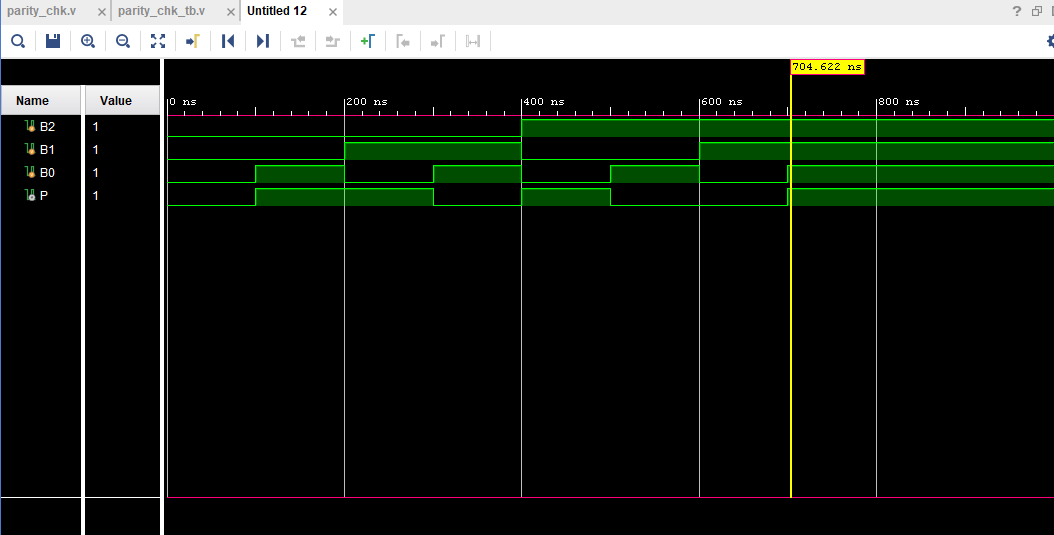 parity_chk.v × parity_chk_tb.v × Untitled 12 × ?
704.622 ns
Name Value 0 ns 200 ns 400 ns 600 ns 800 ns
B2 1
B1 1
B0 1
P 1